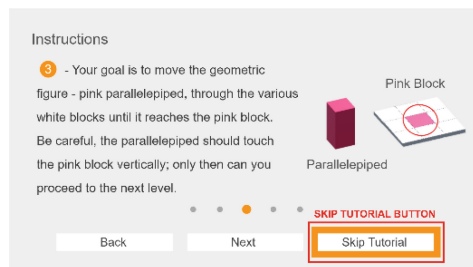 Instructions
3 - Your goal is to move the geometric
figure - pink parallelepiped, through the various
white blocks until it reaches the pink block.
Be careful, the parallelepiped should touch
the pink block vertically; only then can you
proceed to the next level.
Pink Block
Parallelepiped
SKIP TUTORIAL BUTTON
Back
Next
Skip Tutorial